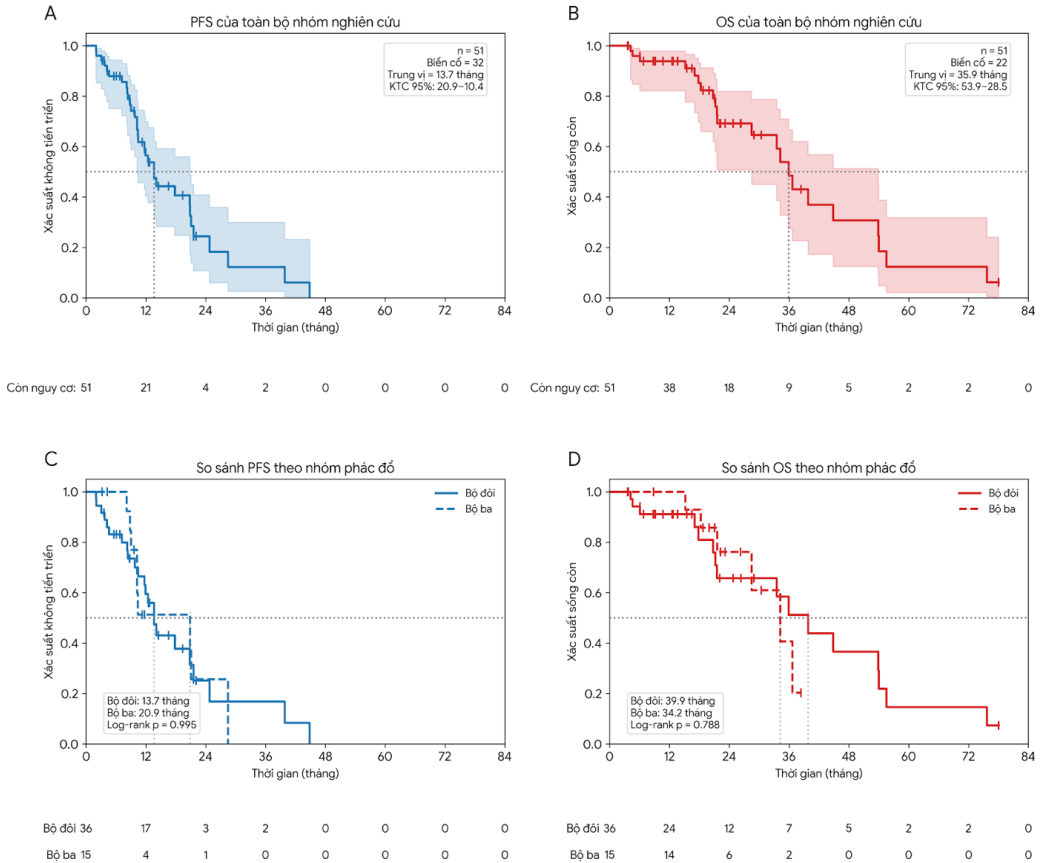 A
PFS của toàn bộ nhóm nghiên cứu
Xác suất không tiến triển
1.0
0.8
0.6
0.4
0.2
0.0
n = 51
Biến cố = 32
Trung vị = 13.7 tháng
KTC 95%: 20.9–10.4
0 12 24 36 48 60 72 84
Thời gian (tháng)
Còn nguy cơ: 51 21 4 2 0 0 0 0
B
OS của toàn bộ nhóm nghiên cứu
Xác suất sống còn
1.0
0.8
0.6
0.4
0.2
0.0
n = 51
Biến cố = 22
Trung vị = 35.9 tháng
KTC 95%: 53.9–28.5
0 12 24 36 48 60 72 84
Thời gian (tháng)
Còn nguy cơ: 51 38 18 9 5 2 2 0
C
So sánh PFS theo nhóm phác đồ
Xác suất không tiến triển
1.0
0.8
0.6
0.4
0.2
0.0
Bộ đôi
Bộ ba
Bộ đôi: 13.7 tháng
Bộ ba: 20.9 tháng
Log-rank p = 0.995
0 12 24 36 48 60 72 84
Thời gian (tháng)
Bộ đôi 36 17 3 2 0 0 0 0
Bộ ba 15 4 1 0 0 0 0 0
D
So sánh OS theo nhóm phác đồ
Xác suất sống còn
1.0
0.8
0.6
0.4
0.2
0.0
Bộ đôi
Bộ ba
Bộ đôi: 39.9 tháng
Bộ ba: 34.2 tháng
Log-rank p = 0.788
0 12 24 36 48 60 72 84
Thời gian (tháng)
Bộ đôi 36 24 12 7 5 2 2 0
Bộ ba 15 14 6 2 0 0 0 0